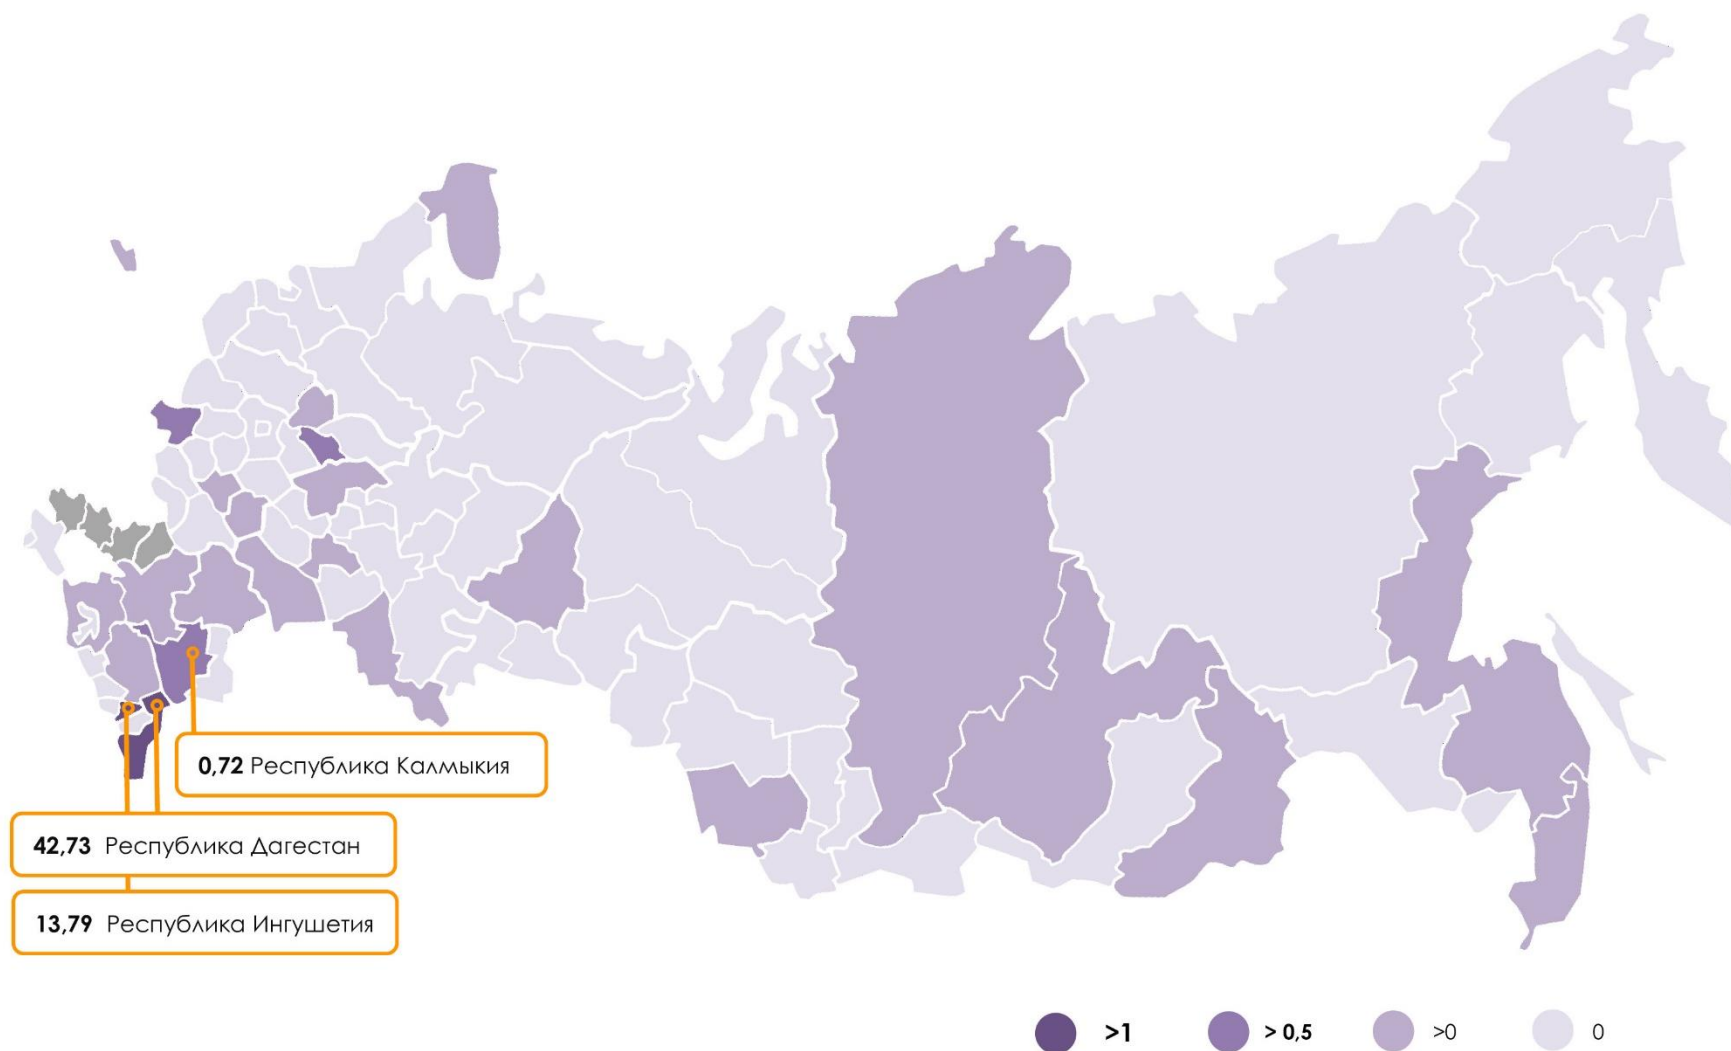 0,72 Республика Калмыкия
42,73 Республика Дагестан
13,79 Республика Ингушетия
>1
> 0,5
>0
0